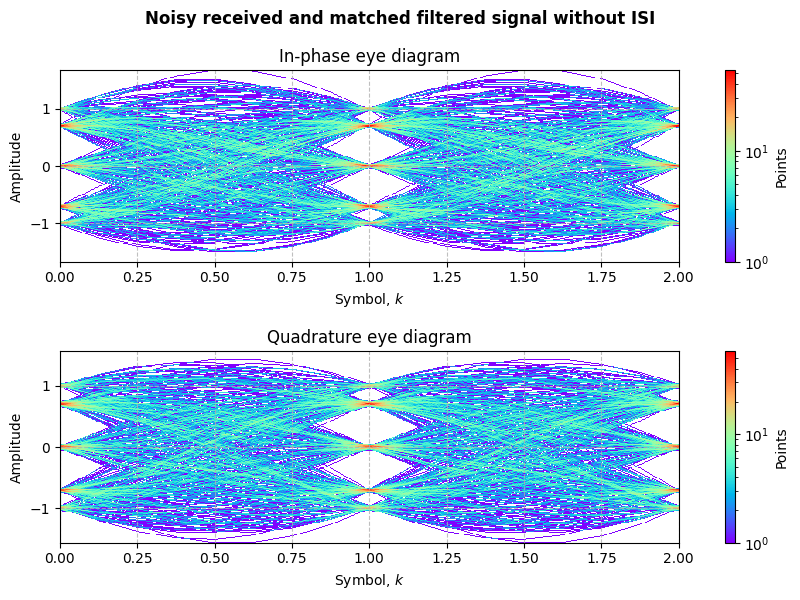 Noisy received and matched filtered signal without ISI
In-phase eye diagram
Amplitude
1
0
−1
0.00 0.25 0.50 0.75 1.00 1.25 1.50 1.75 2.00
Symbol, k
10¹
10⁰
Points
Quadrature eye diagram
Amplitude
1
0
−1
0.00 0.25 0.50 0.75 1.00 1.25 1.50 1.75 2.00
Symbol, k
10¹
10⁰
Points